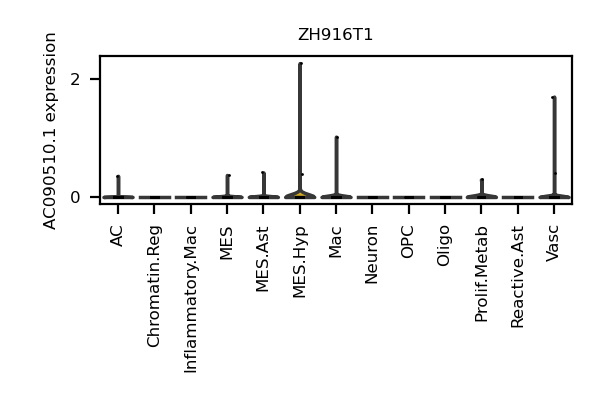 ZH916T1
AC090510.1 expression
2
0
AC
Chromatin.Reg
Inflammatory.Mac
MES
MES.Ast
MES.Hyp
Mac
Neuron
OPC
Oligo
Prolif.Metab
Reactive.Ast
Vasc